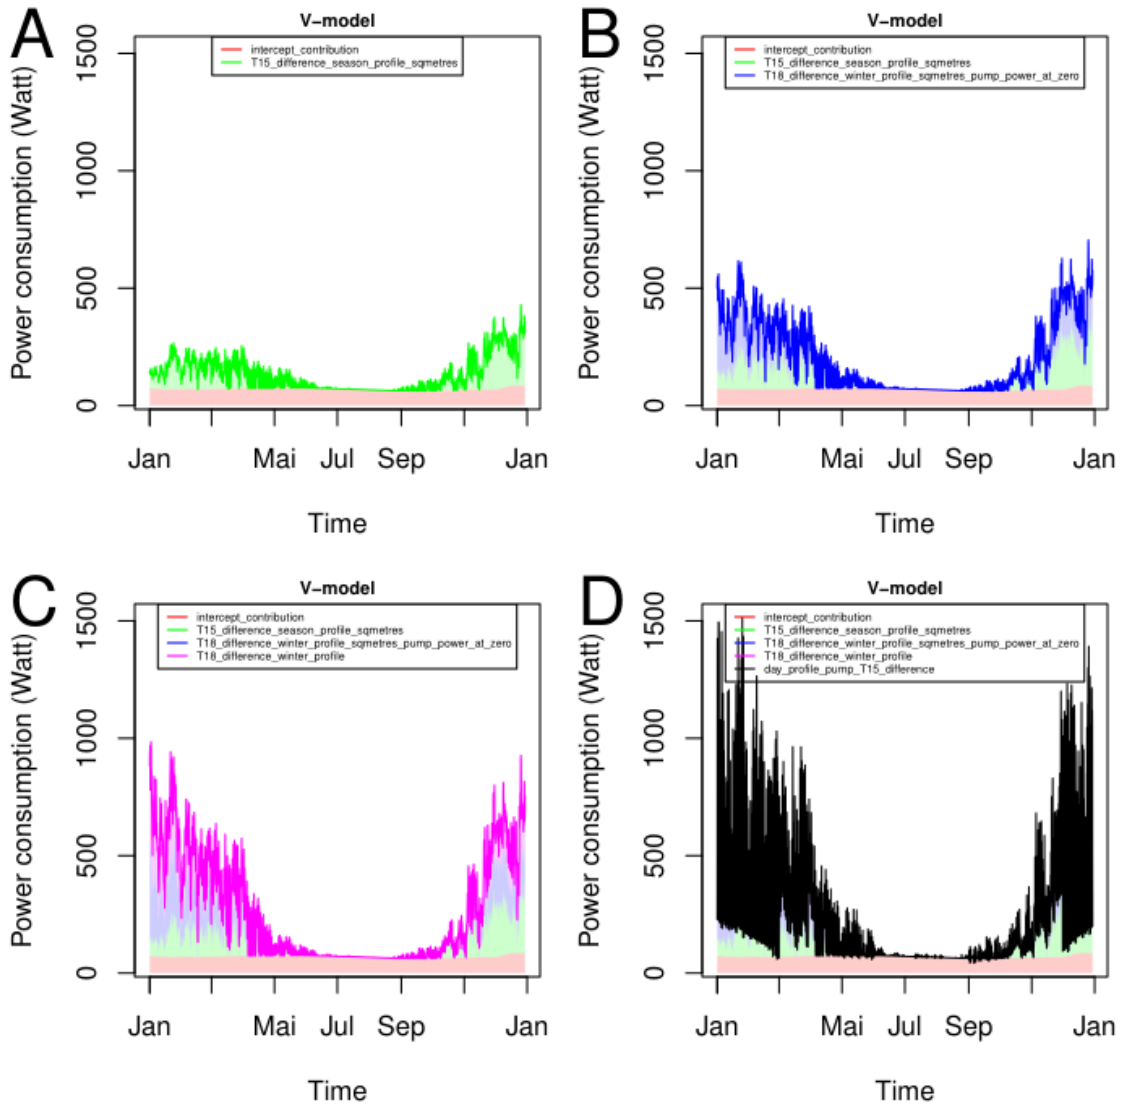 A
V−model
intercept_contribution
T15_difference_season_profile_sqmetres
Power consumption (Watt)
0 500 1000 1500
Jan Mai Jul Sep Jan
Time
B
V−model
intercept_contribution
T15_difference_season_profile_sqmetres
T18_difference_winter_profile_sqmetres_pump_power_at_zero
Power consumption (Watt)
0 500 1000 1500
Jan Mai Jul Sep Jan
Time
C
V−model
intercept_contribution
T15_difference_season_profile_sqmetres
T18_difference_winter_profile_sqmetres_pump_power_at_zero
T18_difference_winter_profile
Power consumption (Watt)
0 500 1000 1500
Jan Mai Jul Sep Jan
Time
D
V−model
intercept_contribution
T15_difference_season_profile_sqmetres
T18_difference_winter_profile_sqmetres_pump_power_at_zero
T18_difference_winter_profile
day_profile_pump_T15_difference
Power consumption (Watt)
0 500 1000 1500
Jan Mai Jul Sep Jan
Time